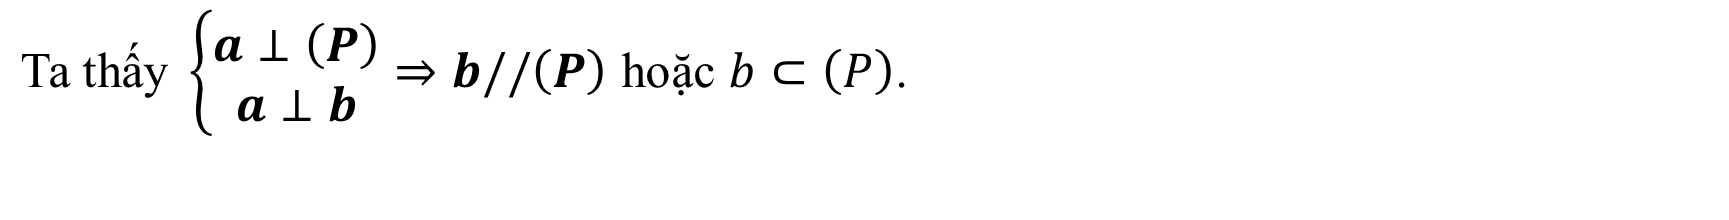 Ta thấy {𝒂 ⊥ (𝑷) 𝒂 ⊥ 𝒃 ⇒ 𝒃//(𝑷) hoặc 𝑏 ⊂ (𝑃).